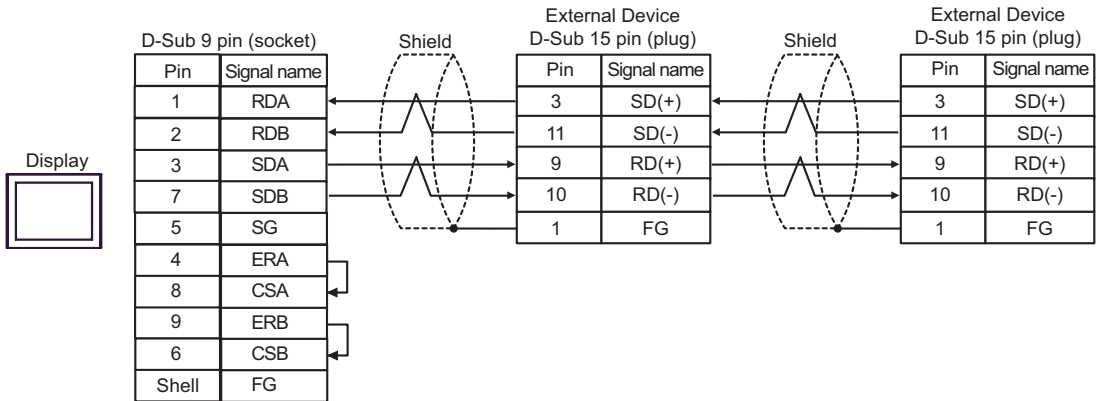 Display
D-Sub 9 pin (socket)
Pin Signal name
1 RDA
2 RDB
3 SDA
7 SDB
5 SG
4 ERA
8 CSA
9 ERB
6 CSB
Shell FG
Shield
External Device
D-Sub 15 pin (plug)
Pin Signal name
3 SD(+)
11 SD(-)
9 RD(+)
10 RD(-)
1 FG
Shield
External Device
D-Sub 15 pin (plug)
Pin Signal name
3 SD(+)
11 SD(-)
9 RD(+)
10 RD(-)
1 FG